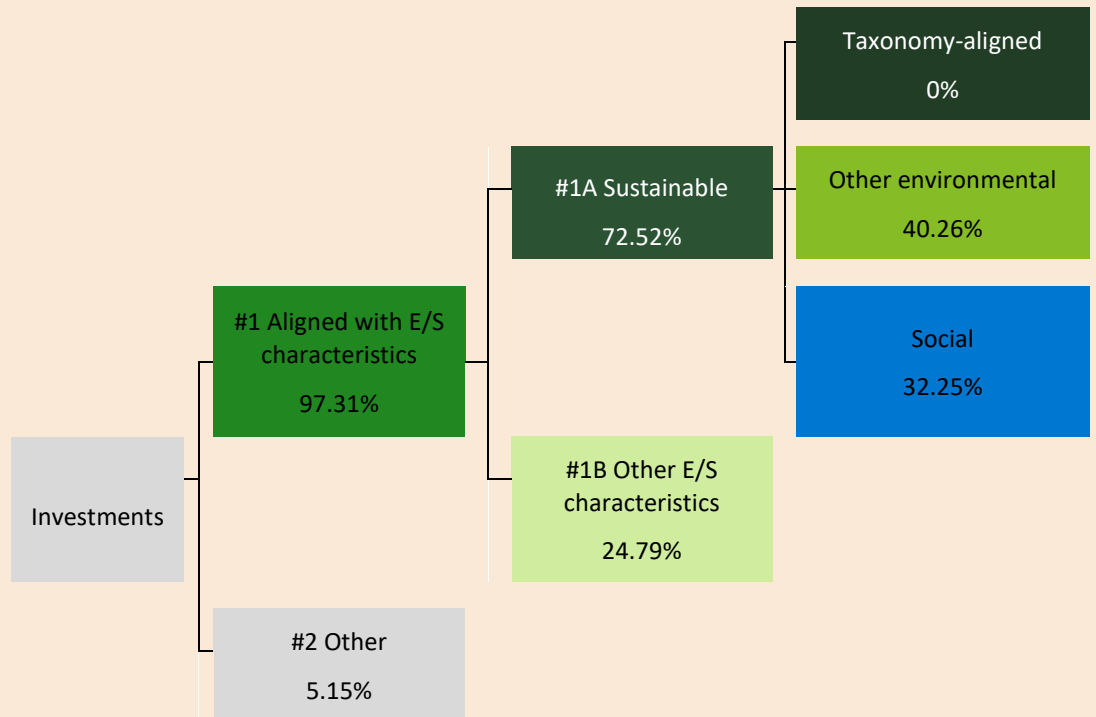 Investments
#1 Aligned with E/S
characteristics
97.31%
#2 Other
5.15%
#1A Sustainable
72.52%
#1B Other E/S
characteristics
24.79%
Taxonomy-aligned
0%
Other environmental
40.26%
Social
32.25%